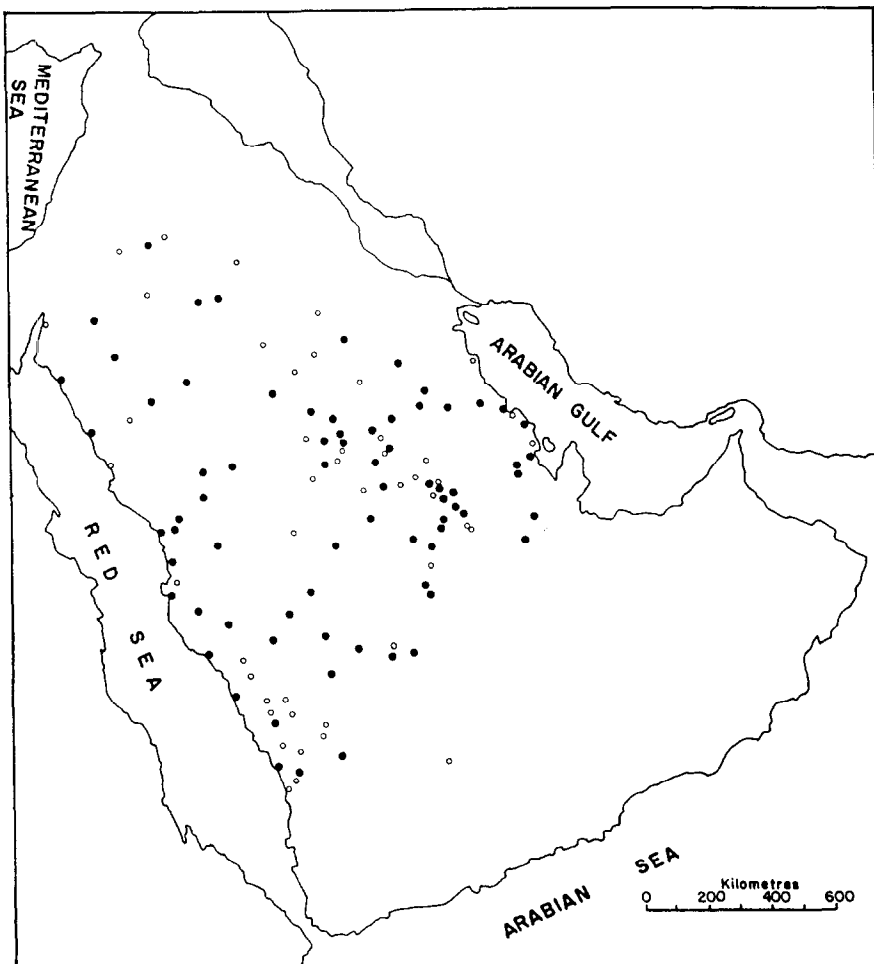 MEDITERRANEAN
SEA
ARABIAN GULF
RED SEA
ARABIAN SEA
Kilometres
0 200 400 600